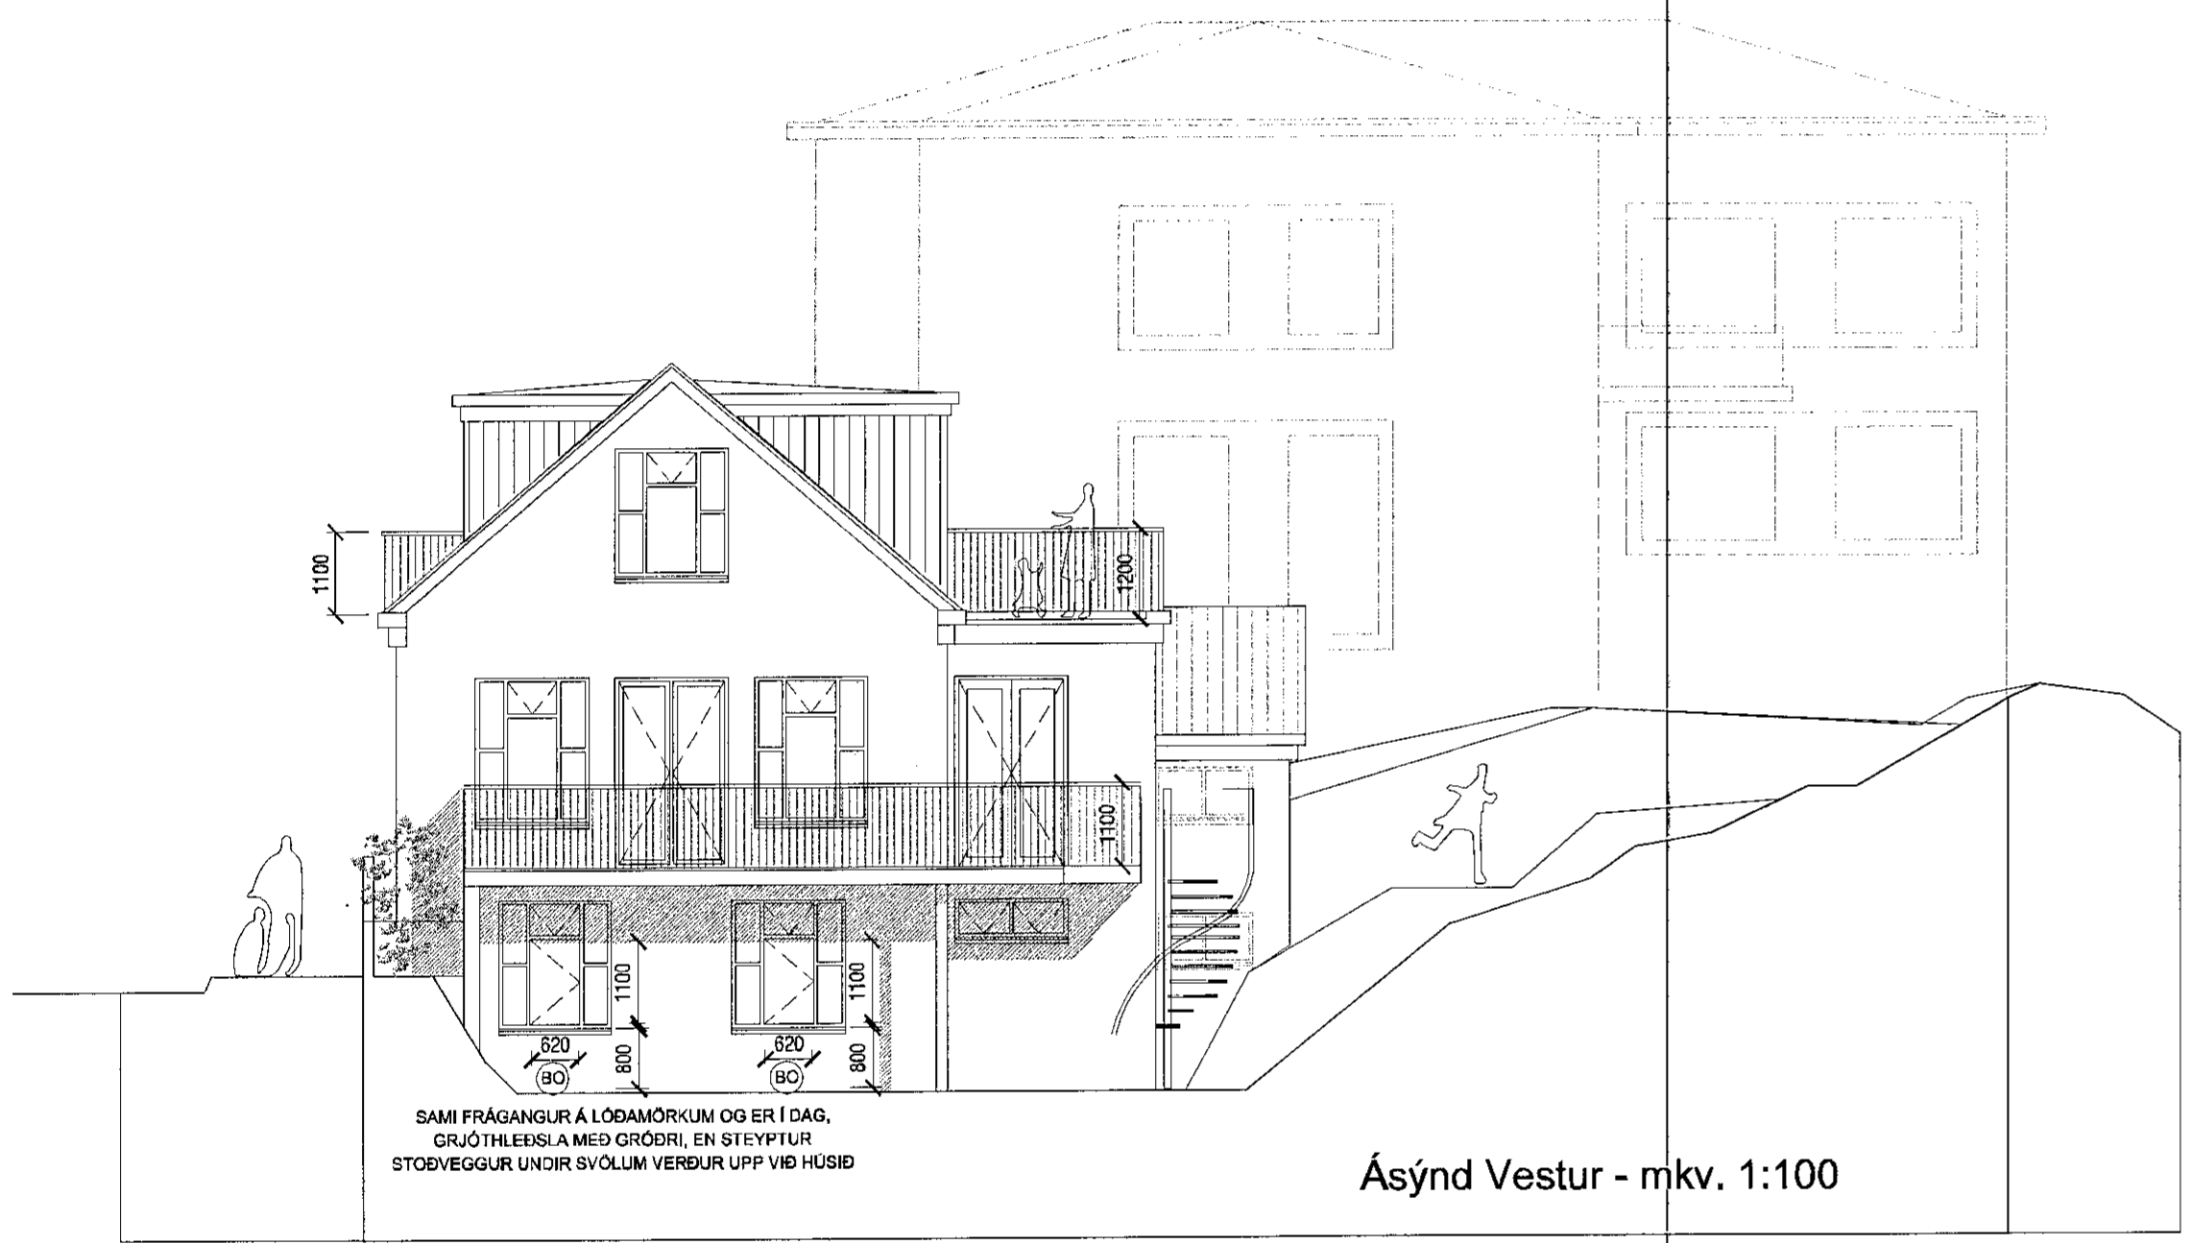 1100
1200
1100
1100
1100
620
800
620
800
BO
BO
SAMI FRÁGANGUR Á LÓÐAMÖRKUM OG ER Í DAG,
GRJÓTHLEÐSLA MEÐ GRÓÐRI, EN STEYPTUR
STOÐVEGGUR UNDIR SVÖLUM VERÐUR UPP VIÐ HÚSIÐ
Ásýnd Vestur - mkv. 1:100